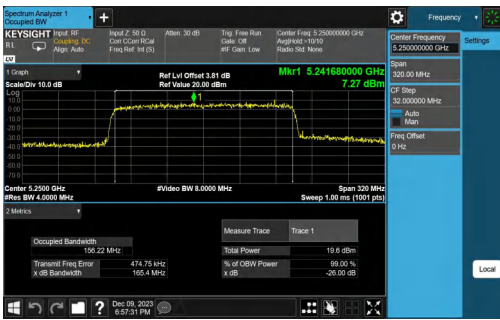 Spectrum Analyzer 1
Occupied BW
+
Frequency
KEYSIGHT Input: RF Input Z: 50 Ω Atten: 30 dB Trig: Free Run Center Freq: 5.250000000 GHz
RL Coupling: DC Corr CCorr RCal Gate: Off Avg|Hold:>10/10
Align: Auto Freq Ref: Int (S) #IF Gain: Low Radio Std: None
Center Frequency
5.250000000 GHz
Settings
Span
320.00 MHz
CF Step
32.000000 MHz
Auto
Man
Freq Offset
0 Hz
Local
1 Graph
Ref Lvl Offset 3.81 dB
Mkr1 5.241680000 GHz
Scale/Div 10.0 dB
Ref Value 20.00 dBm
7.27 dBm
Log
10.0
0.00
-10.0
-20.0
-30.0
-40.0
-50.0
-60.0
-70.0
1
Center 5.2500 GHz
#Video BW 8.0000 MHz
Span 320 MHz
#Res BW 4.0000 MHz
Sweep 1.00 ms (1001 pts)
2 Metrics
Measure Trace Trace 1
Occupied Bandwidth
156.22 MHz
Total Power 19.6 dBm
Transmit Freq Error 474.75 kHz
% of OBW Power 99.00 %
x dB Bandwidth 165.4 MHz
x dB -26.00 dB
?
Dec 09, 2023
6:57:31 PM